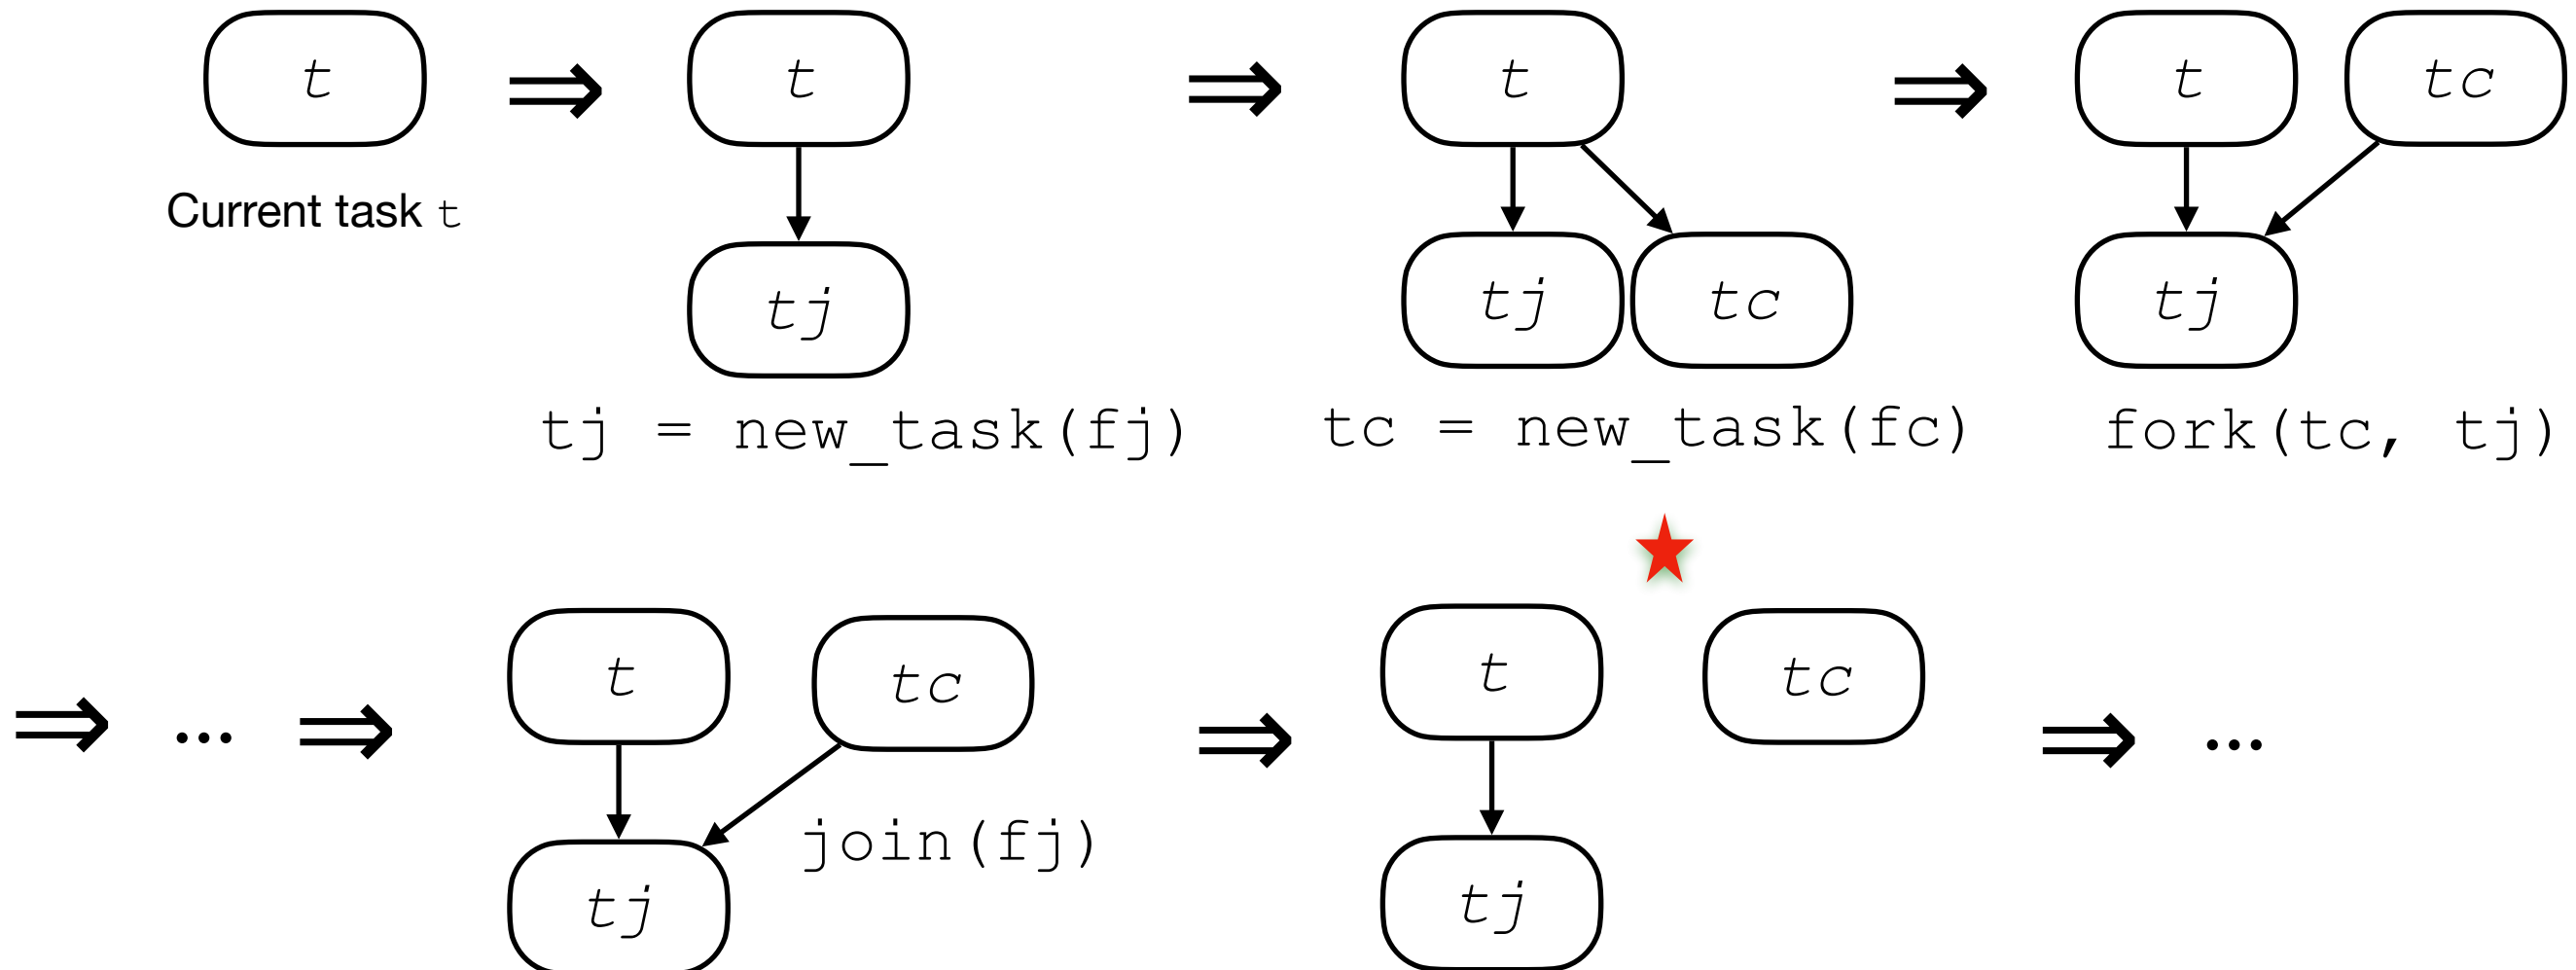 t
t
t
t
tc
Current task t
tj
tj
tc
tj
tj = new_task(fj)
tc = new_task(fc)
fork(tc, tj)
...
t
tc
t
tc
...
join(fj)
tj
tj